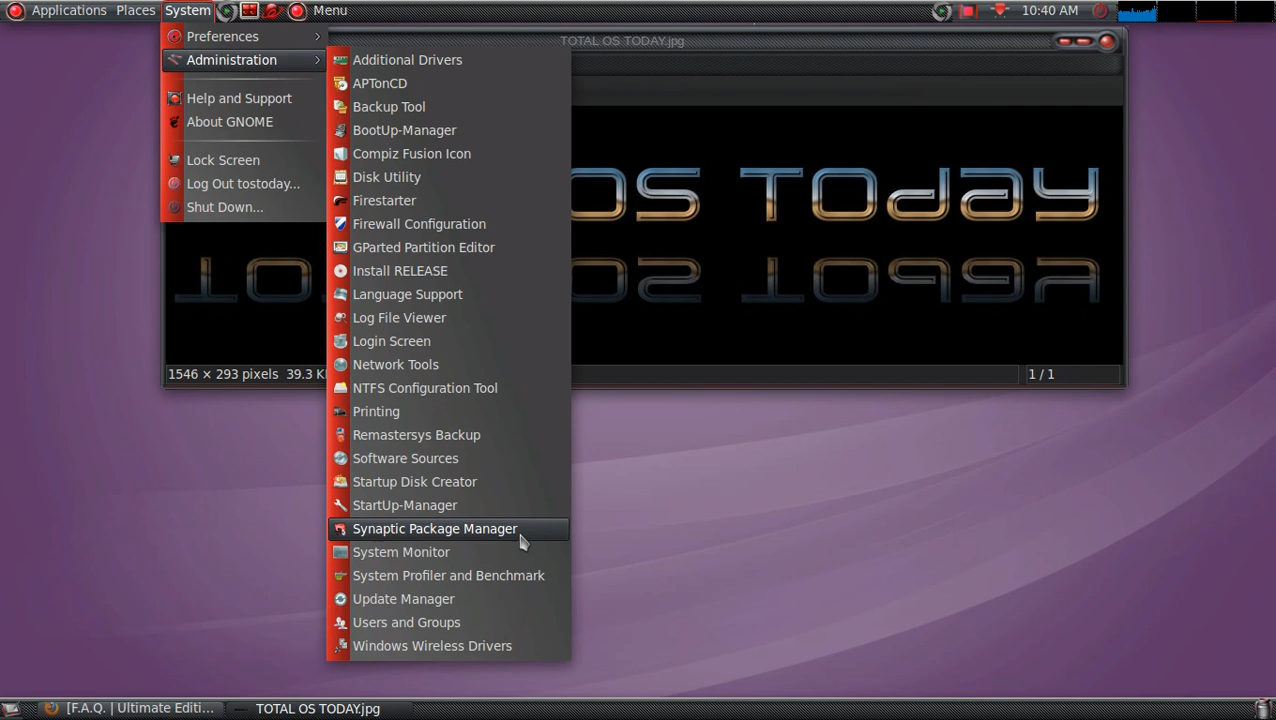 Applications Places System Menu 10:40 AM
Preferences
Administration
Help and Support
About GNOME
Lock Screen
Log Out tostoday...
Shut Down...
Additional Drivers
APTonCD
Backup Tool
BootUp-Manager
Compiz Fusion Icon
Disk Utility
Firestarter
Firewall Configuration
GParted Partition Editor
Install RELEASE
Language Support
Log File Viewer
Login Screen
Network Tools
NTFS Configuration Tool
Printing
Remastersys Backup
Software Sources
Startup Disk Creator
StartUp-Manager
Synaptic Package Manager
System Monitor
System Profiler and Benchmark
Update Manager
Users and Groups
Windows Wireless Drivers
TOTAL OS TODAY.jpg
OS TODAY
1546 × 293 pixels 39.3 K
1 / 1
[F.A.Q. | Ultimate Editi... TOTAL OS TODAY.jpg